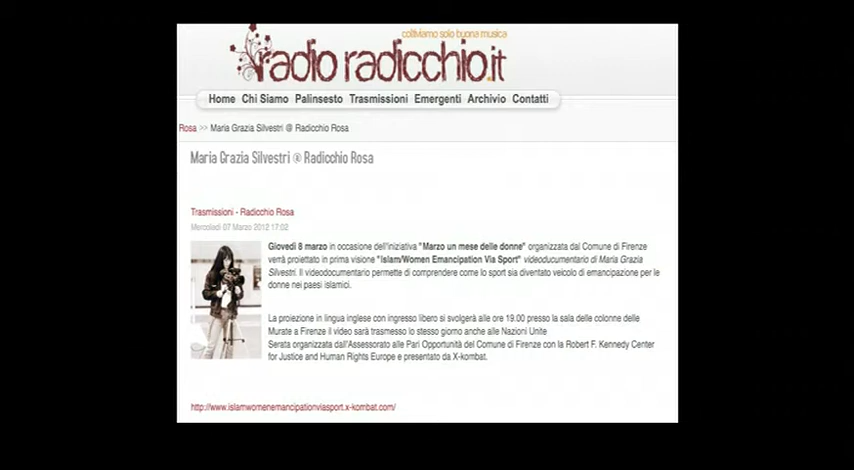 coltiviamo solo buona musica
radio radicchio.it
Home Chi Siamo Palinsesto Trasmissioni Emergenti Archivio Contatti
Rosa >> Maria Grazia Silvestri @ Radicchio Rosa
Maria Grazia Silvestri @ Radicchio Rosa
Trasmissioni - Radicchio Rosa
Mercoledì 07 Marzo 2012 17:02
Giovedì 8 marzo in occasione dell'iniziativa "Marzo un mese delle donne" organizzata dal Comune di Firenze
verrà proiettato in prima visione "Islam/Women Emancipation Via Sport" videoducumentario di Maria Grazia
Silvestri. Il videodocumentario permette di comprendere come lo sport sia diventato veicolo di emancipazione per le
donne nei paesi islamici.
La proiezione in lingua inglese con ingresso libero si svolgerà alle ore 19.00 presso la sala delle colonne delle
Murate a Firenze il video sarà trasmesso lo stesso giorno anche alle Nazioni Unite
Serata organizzata dall'Assessorato alle Pari Opportunità del Comune di Firenze con la Robert F. Kennedy Center
for Justice and Human Rights Europe e presentato da X-kombat.
http://www.islamwomenemancipationviasport.x-kombat.com/